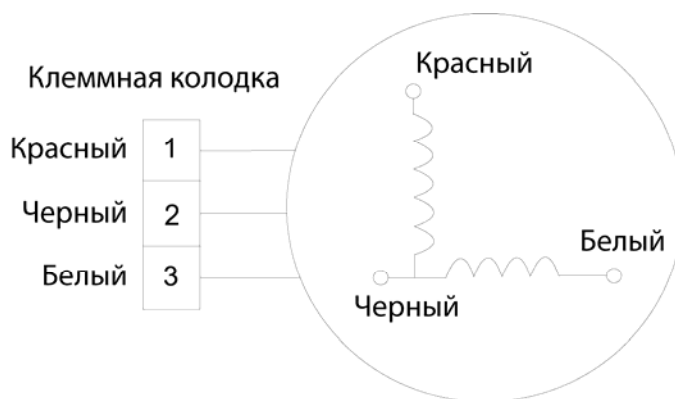 Клеммная колодка
Красный 1
Черный 2
Белый 3
Красный
Белый
Черный